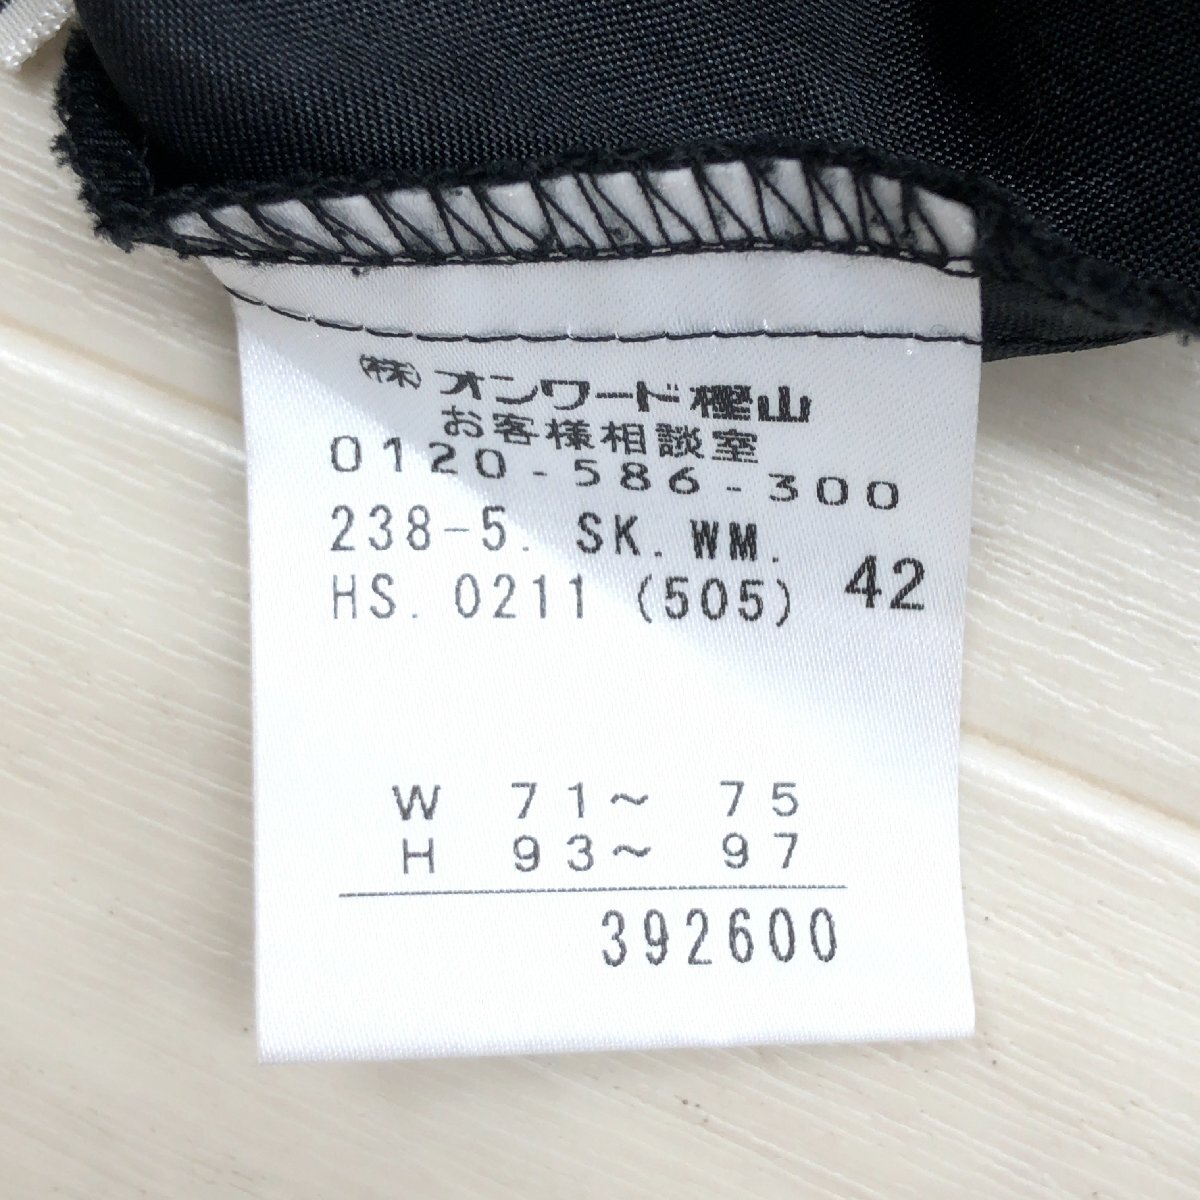 ㈱オンワード樫山
お客様相談室
0120-586-300
238-5. SK. WM.
HS. 0211 (505) 42
W 71~ 75
H 93~ 97
392600